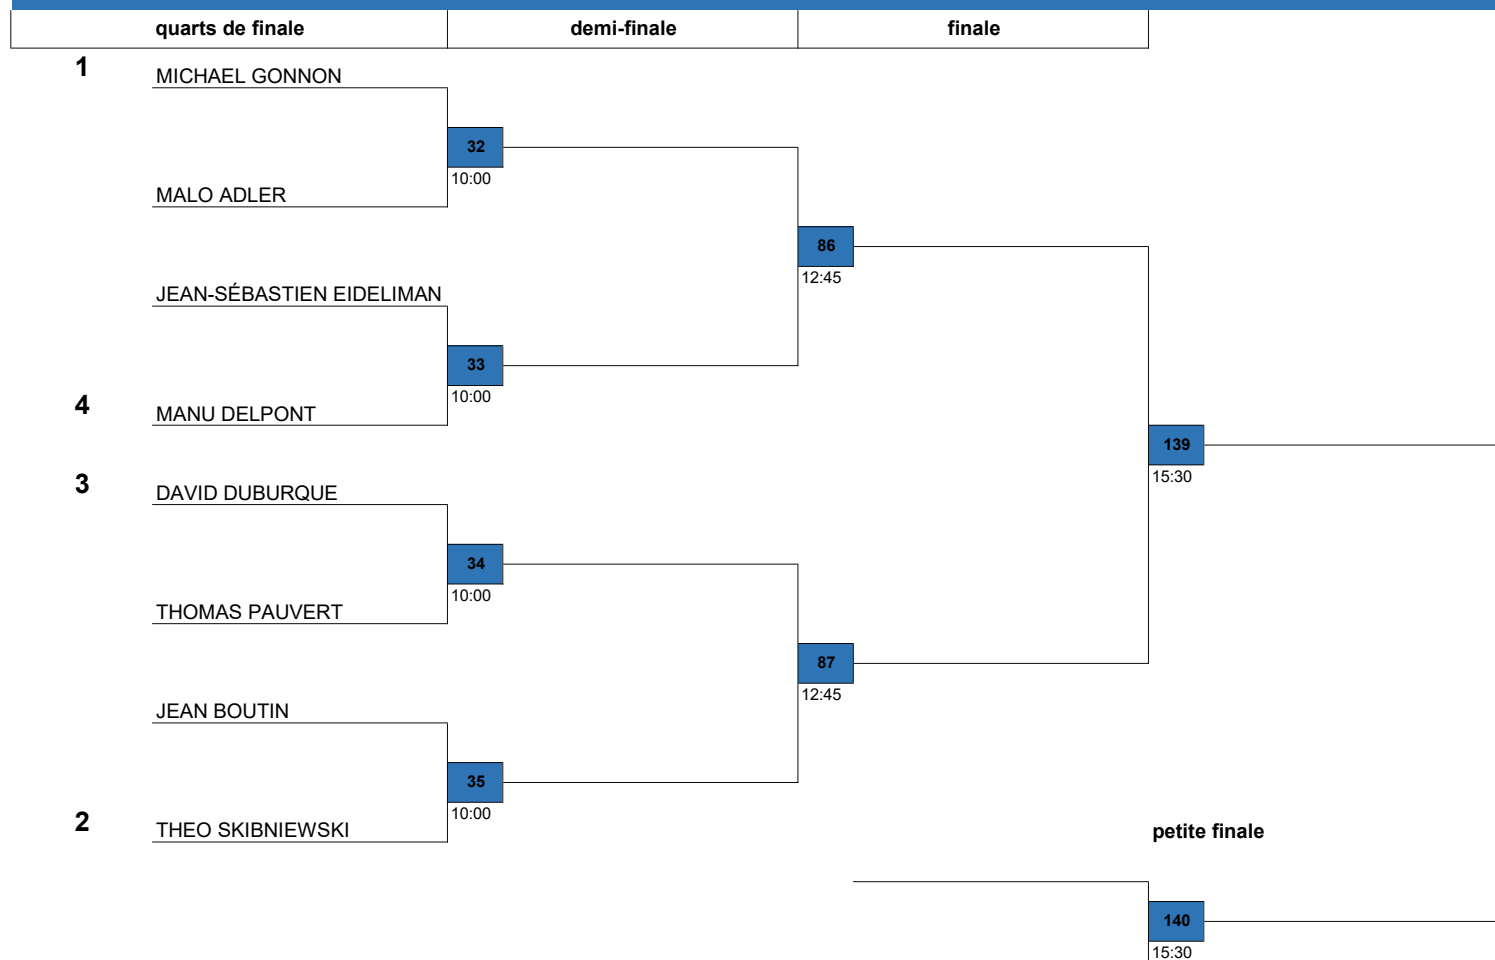 quarts de finale demi-finale finale
1
MICHAEL GONNON
32
10:00
MALO ADLER
86
12:45
JEAN-SÉBASTIEN EIDELIMAN
33
10:00
4
MANU DELPONT
139
15:30
3
DAVID DUBURQUE
34
10:00
THOMAS PAUVERT
87
12:45
JEAN BOUTIN
35
10:00
2
THEO SKIBNIEWSKI
petite finale
140
15:30